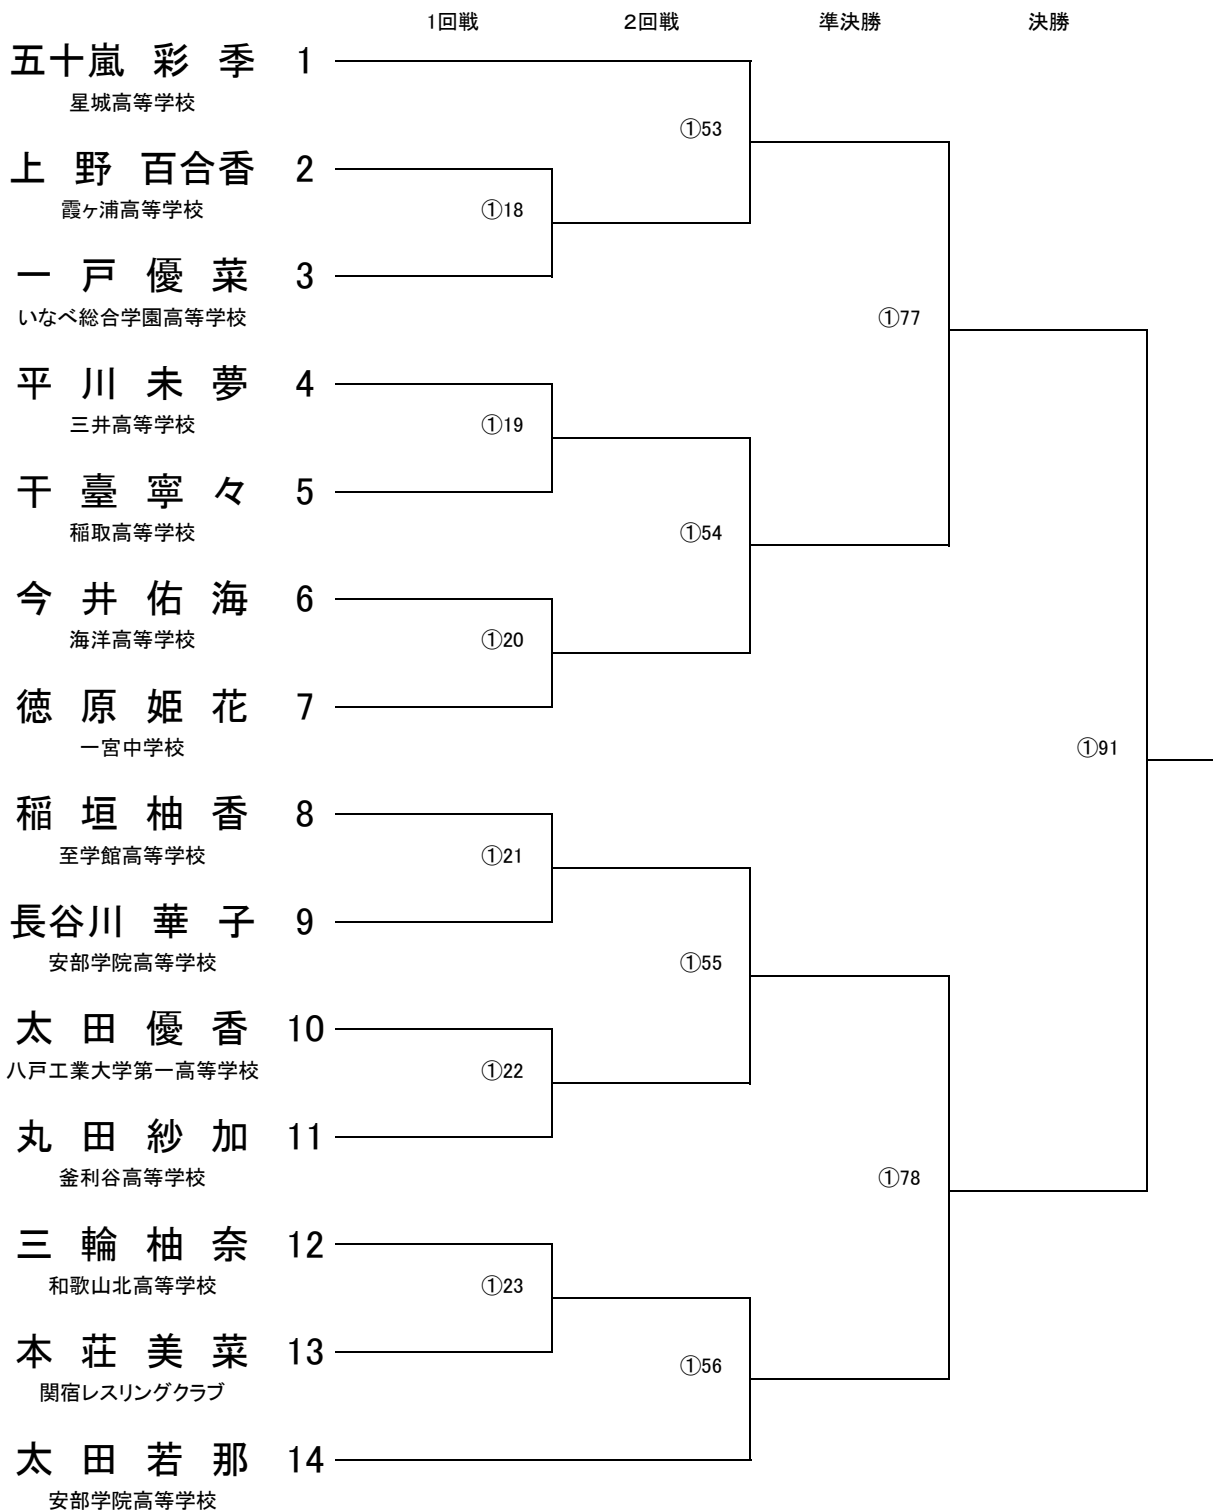 1回戦 2回戦 準決勝 決勝
五十嵐 彩 季 1
星城高等学校
①53
上 野 百合香 2
霞ヶ浦高等学校
①18
一 戸 優 菜 3
いなべ総合学園高等学校
①77
平 川 未 夢 4
三井高等学校
①19
干 臺 寧 々 5
稲取高等学校
①54
今 井 佑 海 6
海洋高等学校
①20
徳 原 姫 花 7
一宮中学校
①91
稲 垣 柚 香 8
至学館高等学校
①21
長谷川 華 子 9
安部学院高等学校
①55
太 田 優 香 10
八戸工業大学第一高等学校
①22
丸 田 紗 加 11
釜利谷高等学校
①78
三 輪 柚 奈 12
和歌山北高等学校
①23
本 荘 美 菜 13
関宿レスリングクラブ
①56
太 田 若 那 14
安部学院高等学校